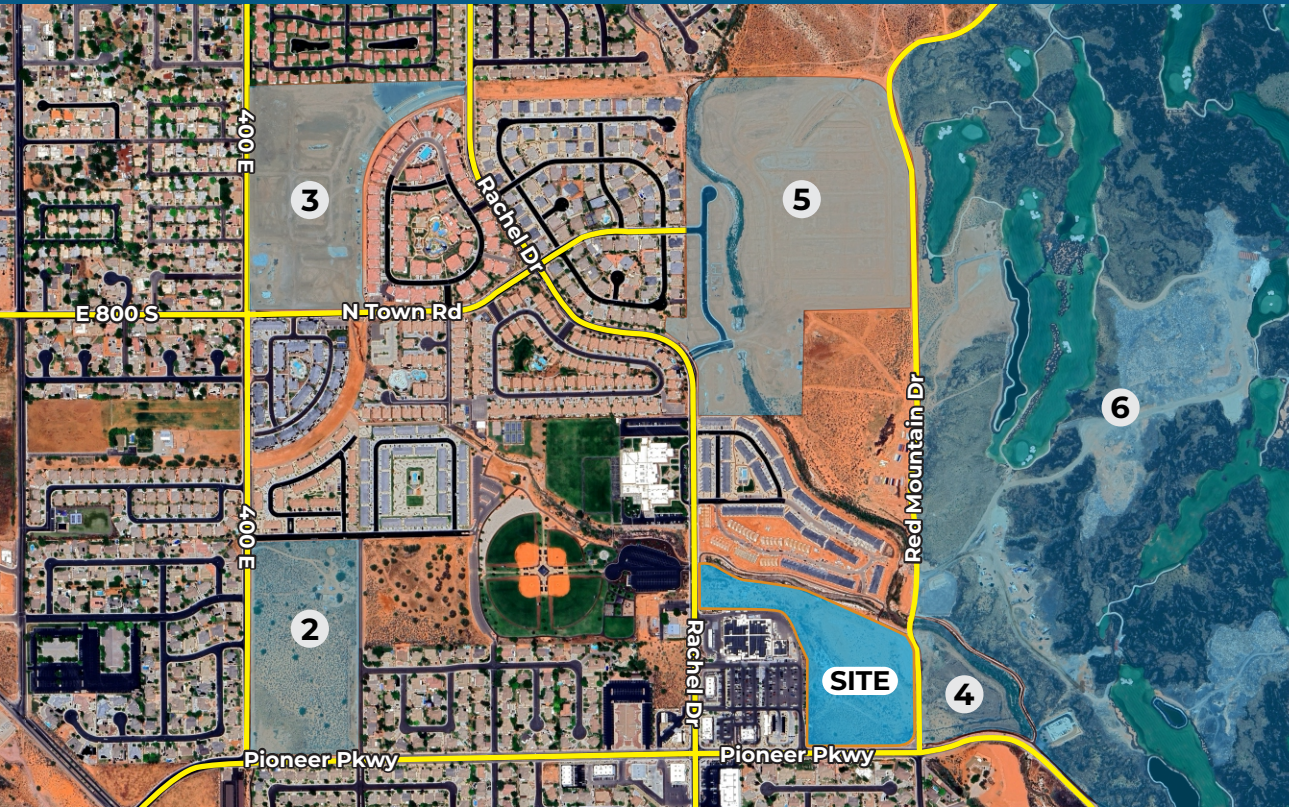 400 E
3
Rachel Dr
5
E 800 S
N Town Rd
6
Red Mountain Dr
400 E
2
Rachel Dr
SITE
4
Pioneer Pkwy
Pioneer Pkwy